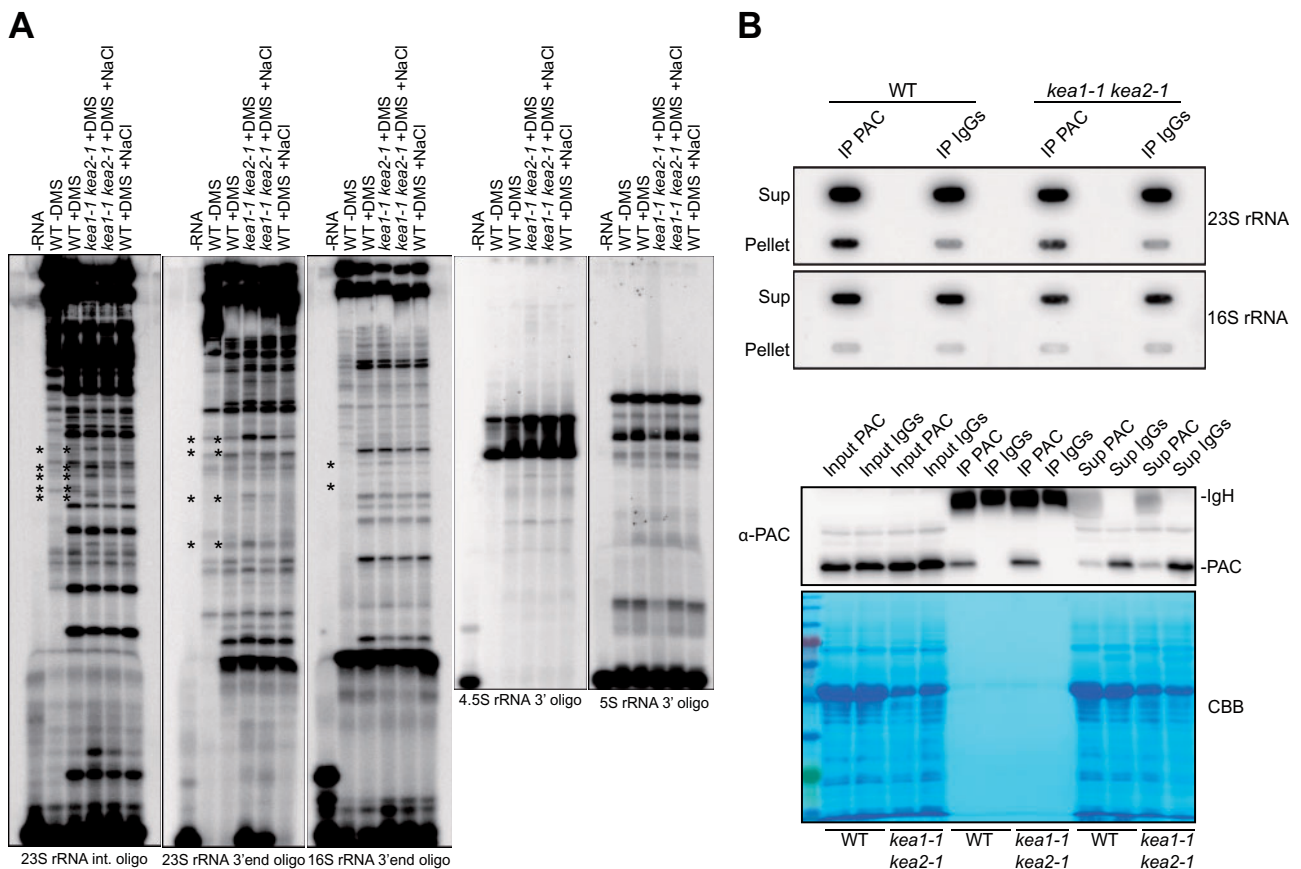 A
-RNA
WT -DMS
WT +DMS
kea1-1 kea2-1 +DMS
kea1-1 kea2-1 +DMS +NaCl
WT +DMS +NaCl
-RNA
WT -DMS
WT +DMS
kea1-1 kea2-1 +DMS
kea1-1 kea2-1 +DMS +NaCl
WT +DMS +NaCl
-RNA
WT -DMS
WT +DMS
kea1-1 kea2-1 +DMS
kea1-1 kea2-1 +DMS +NaCl
WT +DMS +NaCl
-RNA
WT -DMS
WT +DMS
kea1-1 kea2-1 +DMS
kea1-1 kea2-1 +DMS +NaCl
WT +DMS +NaCl
-RNA
WT -DMS
WT +DMS
kea1-1 kea2-1 +DMS
kea1-1 kea2-1 +DMS +NaCl
WT +DMS +NaCl
* *
* *
* *
* *
* *
* *
* *
* *
* *
*
*
23S rRNA int. oligo
23S rRNA 3'end oligo
16S rRNA 3'end oligo
4.5S rRNA 3' oligo
5S rRNA 3' oligo
B
WT
kea1-1 kea2-1
IP PAC
IP IgGs
IP PAC
IP IgGs
Sup
Pellet
23S rRNA
Sup
Pellet
16S rRNA
Input PAC
Input IgGs
Input PAC
Input IgGs
IP PAC
IP IgGs
IP PAC
IP IgGs
Sup PAC
Sup IgGs
Sup PAC
Sup IgGs
α-PAC
-IgH
-PAC
CBB
WT
kea1-1
kea2-1
WT
kea1-1
kea2-1
WT
kea1-1
kea2-1